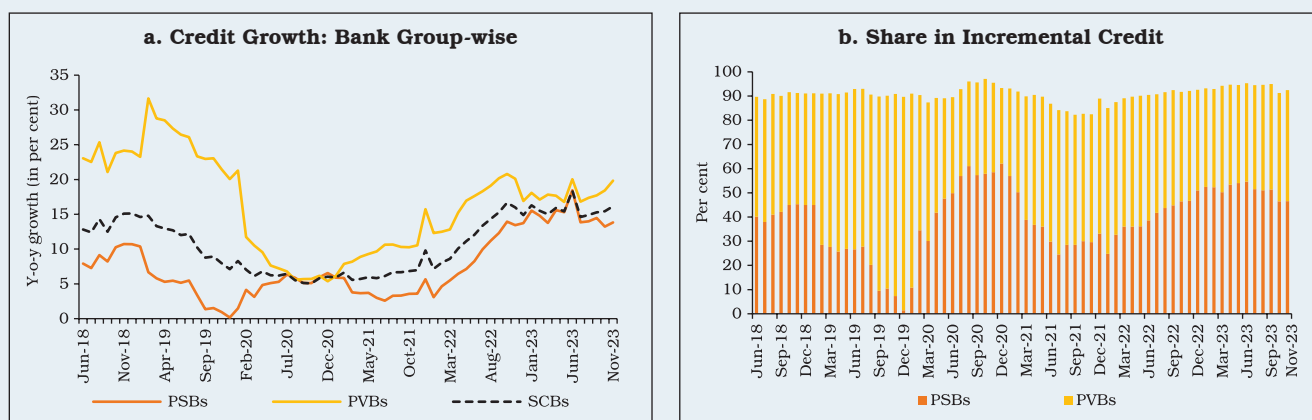 a. Credit Growth: Bank Group-wise
Y-o-y growth (in per cent)
35
30
25
20
15
10
5
0
Jun-18
Nov-18
Apr-19
Sep-19
Feb-20
Jul-20
Dec-20
May-21
Oct-21
Mar-22
Aug-22
Jan-23
Jun-23
Nov-23
PSBs
PVBs
SCBs
b. Share in Incremental Credit
Per cent
100
90
80
70
60
50
40
30
20
10
0
Jun-18
Sep-18
Dec-18
Mar-19
Jun-19
Sep-19
Dec-19
Mar-20
Jun-20
Sep-20
Dec-20
Mar-21
Jun-21
Sep-21
Dec-21
Mar-22
Jun-22
Sep-22
Dec-22
Mar-23
Jun-23
Sep-23
Nov-23
PSBs
PVBs